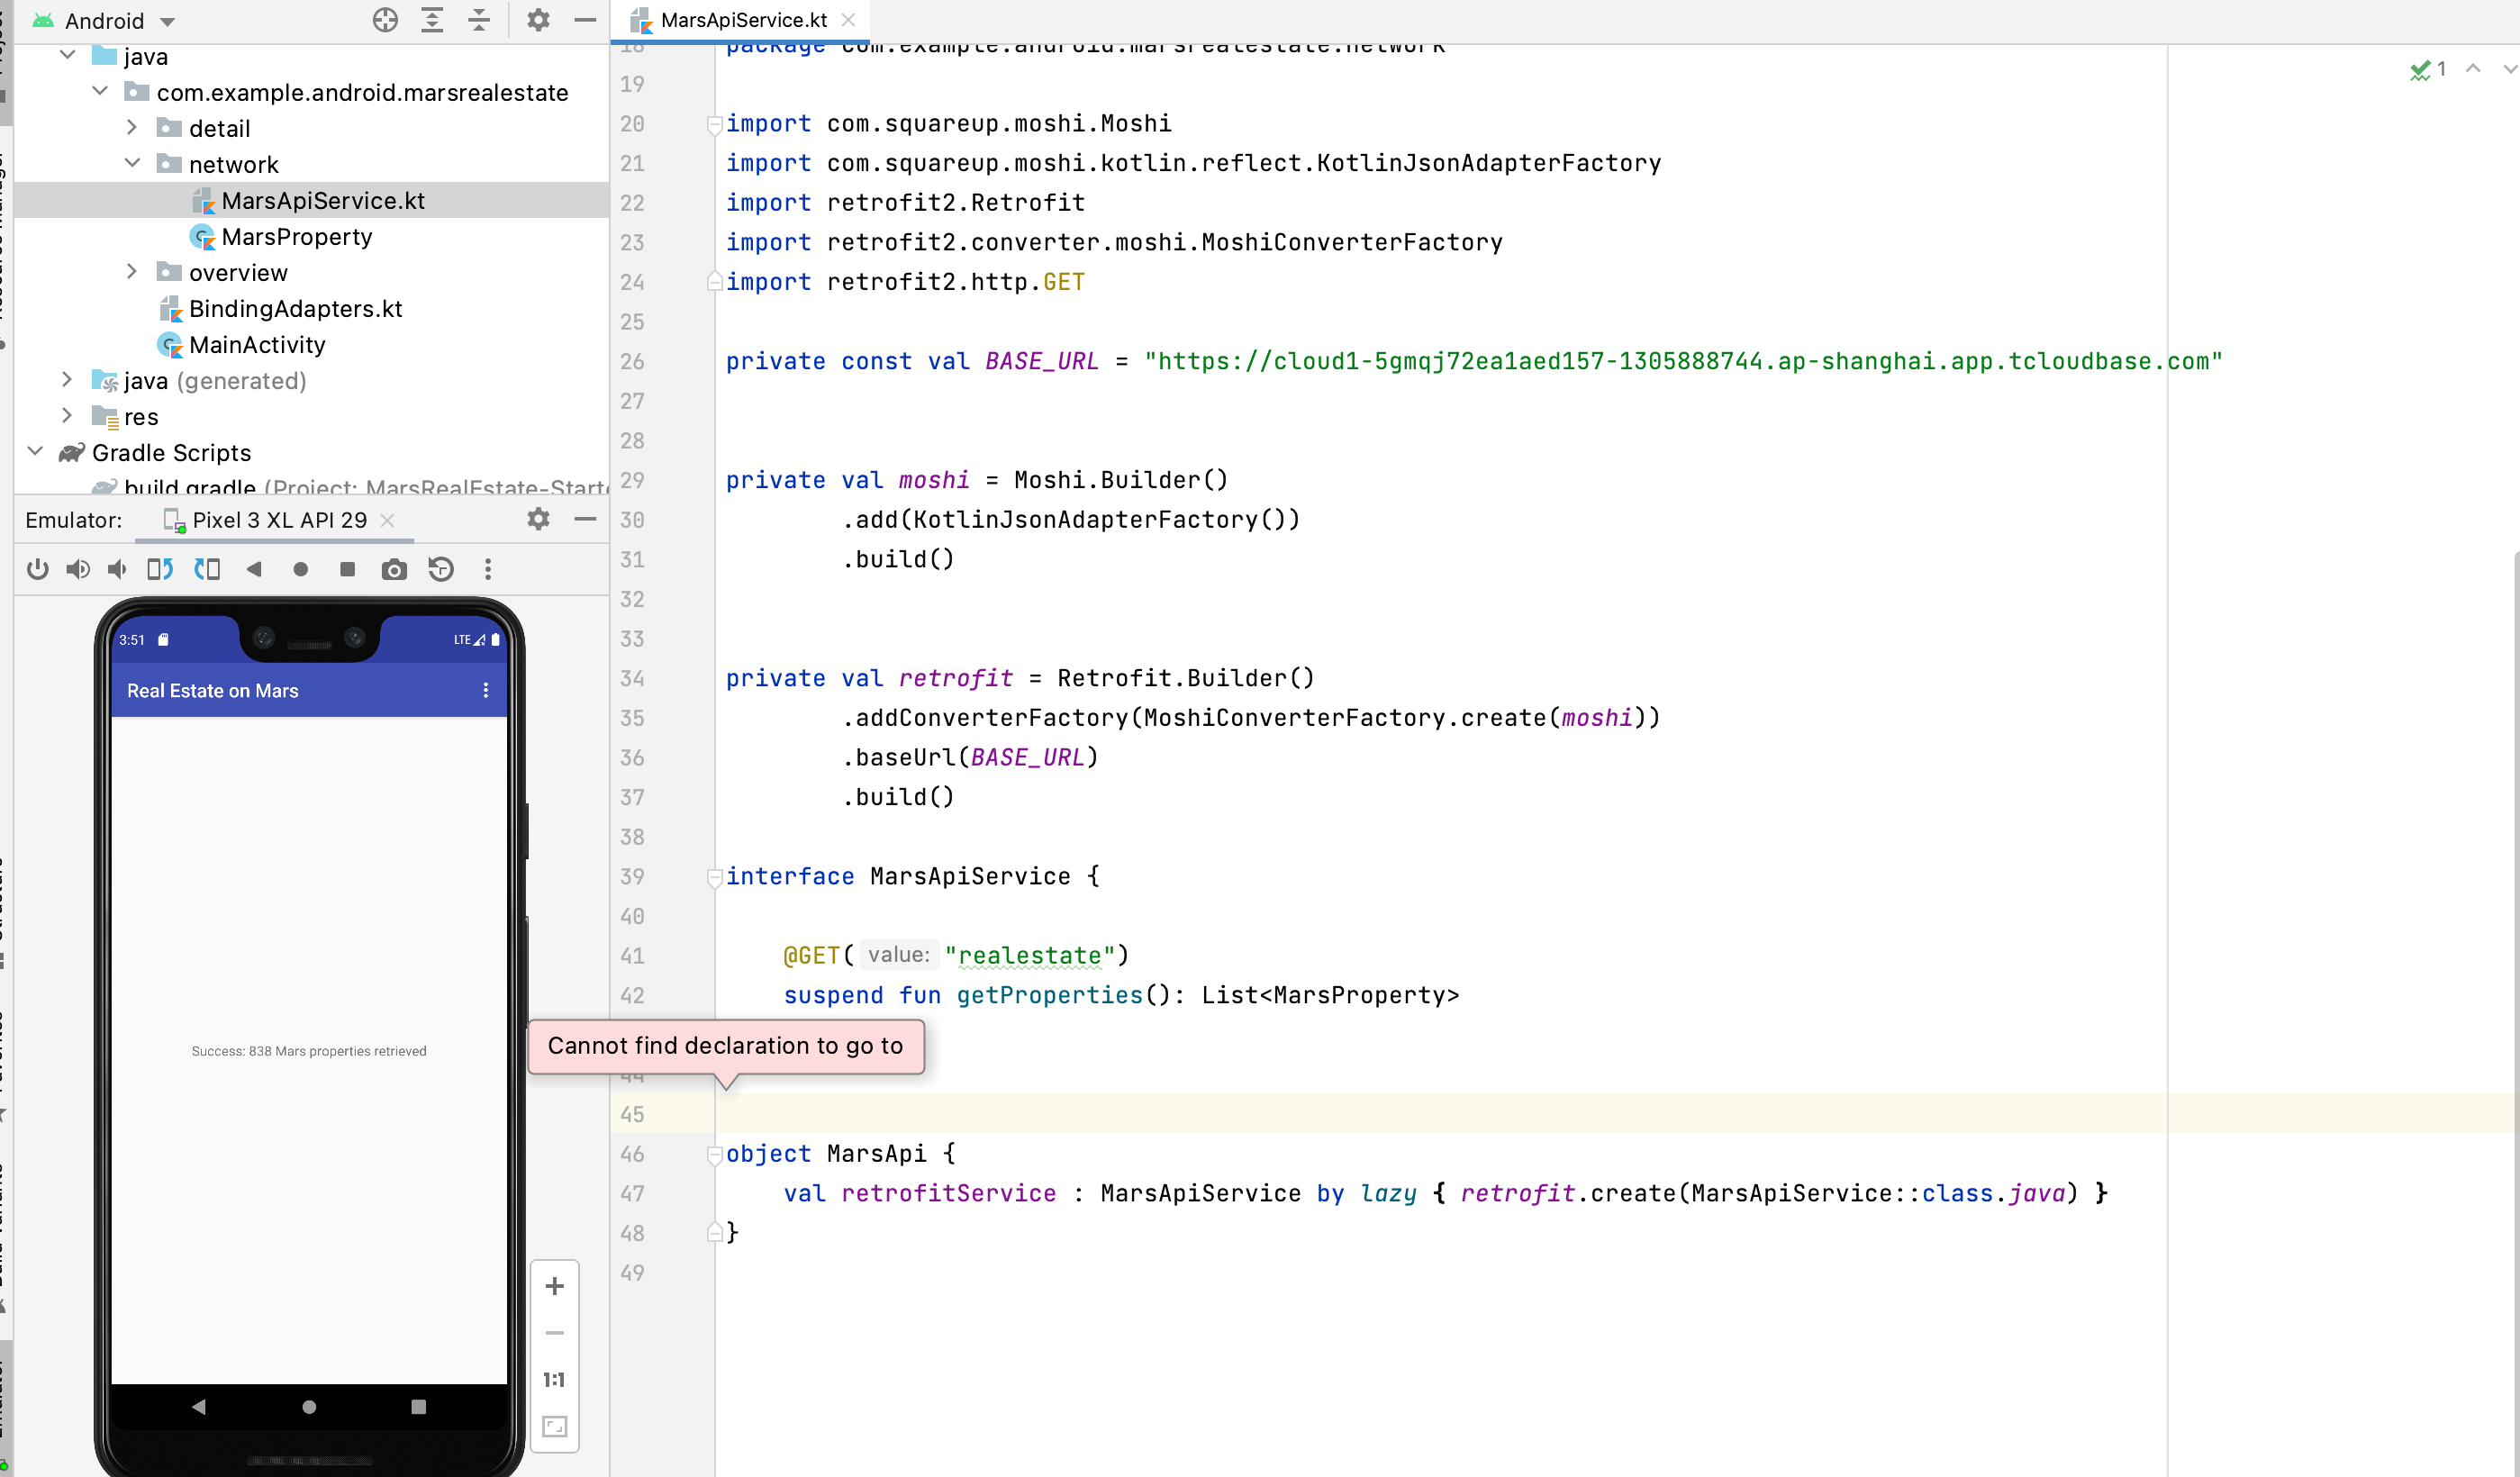 Android
MarsApiService.kt
java
com.example.android.marsrealestate
detail
network
MarsApiService.kt
MarsProperty
overview
BindingAdapters.kt
MainActivity
java (generated)
res
Gradle Scripts
build.gradle (Project: MarsRealEstate-Starte
Emulator:
Pixel 3 XL API 29
3:51
LTE
Real Estate on Mars
Success: 838 Mars properties retrieved
1:1
1
18 package com.example.android.marsrealestate.network
19
20 import com.squareup.moshi.Moshi
21 import com.squareup.moshi.kotlin.reflect.KotlinJsonAdapterFactory
22 import retrofit2.Retrofit
23 import retrofit2.converter.moshi.MoshiConverterFactory
24 import retrofit2.http.GET
25
26 private const val BASE_URL = "https://cloud1-5gmqj72ea1aed157-1305888744.ap-shanghai.app.tcloudbase.com"
27
28
29 private val moshi = Moshi.Builder()
30 .add(KotlinJsonAdapterFactory())
31 .build()
32
33
34 private val retrofit = Retrofit.Builder()
35 .addConverterFactory(MoshiConverterFactory.create(moshi))
36 .baseUrl(BASE_URL)
37 .build()
38
39 interface MarsApiService {
40
41 @GET( value: "realestate")
42 suspend fun getProperties(): List<MarsProperty>
Cannot find declaration to go to
44
45
46 object MarsApi {
47 val retrofitService : MarsApiService by lazy { retrofit.create(MarsApiService::class.java) }
48 }
49